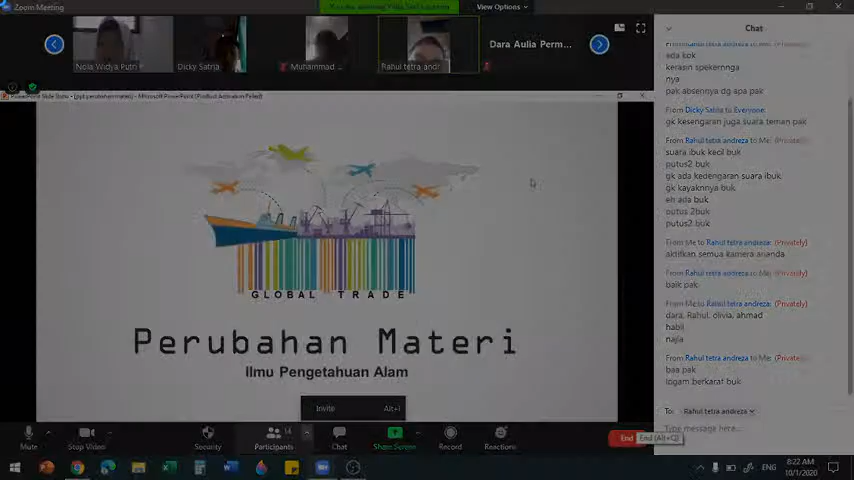 Zoom Meeting
View Options
Nola Widya Putri
Dicky Satria
Muhammad ...
Rahul tetra andr
Dara Aulia Perm...
GLOBAL TRADE
Perubahan Materi
Ilmu Pengetahuan Alam
Invite Alt+I
Mute
Stop Video
Security
Participants
14
Chat
Share Screen
Record
Reactions
End
End (Alt+Q)
Chat
ada kok
kerasin spekernnga
nya
pak absennya dg apa pak
From Dicky Satria to Everyone:
gk kesengaran juga suara teman pak
From Rahul tetra andreza to Me: (Privately)
suara ibuk kecil buk
putus2 buk
gk ada kedengaran suara ibuk
gk kayaknnya buk
eh ada buk
putus 2buk
putus2 buk
From Me to Rahul tetra andreza: (Privately)
aktifkan semua kamera ananda
From Rahul tetra andreza to Me: (Privately)
baik pak
From Me to Rahul tetra andreza: (Privately)
dara, Rahul, olivia, ahmad
habil
najla
From Rahul tetra andreza to Me: (Private
baa pak
logam berkarat buk
To: Rahul tetra andreza
Type message here...
ENG
8:22 AM
10/1/2020